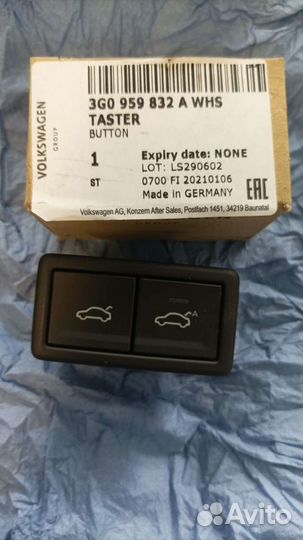 VOLKSWAGEN
GROUP
3G0 959 832 A WHS
TASTER
BUTTON
1
ST
Expiry date: NONE
LOT: LS290602
0700 FI 20210106
Made in GERMANY
EAC
Volkswagen AG, Konzern After Sales, Postfach 1451, 34219 Baunatal
A
Avito